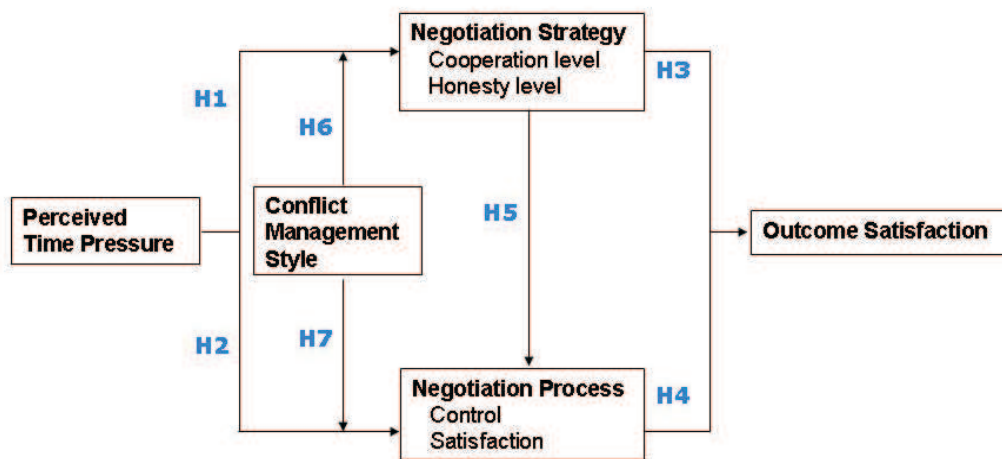 Negotiation Strategy
Cooperation level
Honesty level
H3
H1
H6
Perceived
Time Pressure
Conflict
Management
Style
H5
Outcome Satisfaction
H2
H7
Negotiation Process
Control
Satisfaction
H4